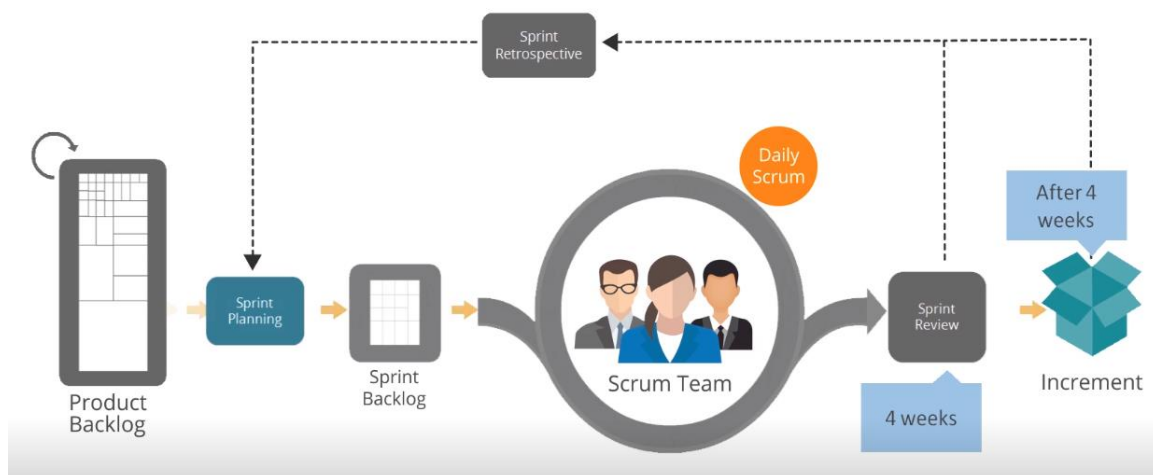 Sprint
Retrospective
Daily
Scrum
After 4
weeks
Sprint
Planning
Sprint
Review
Sprint
Backlog
Scrum Team
Increment
Product
Backlog
4 weeks